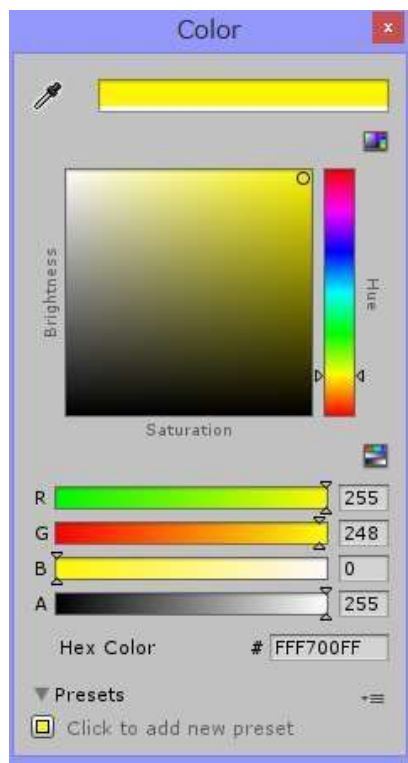 Color
x
Brightness
Hue
Saturation
R 255
G 248
B 0
A 255
Hex Color # FFF700FF
Presets
Click to add new preset